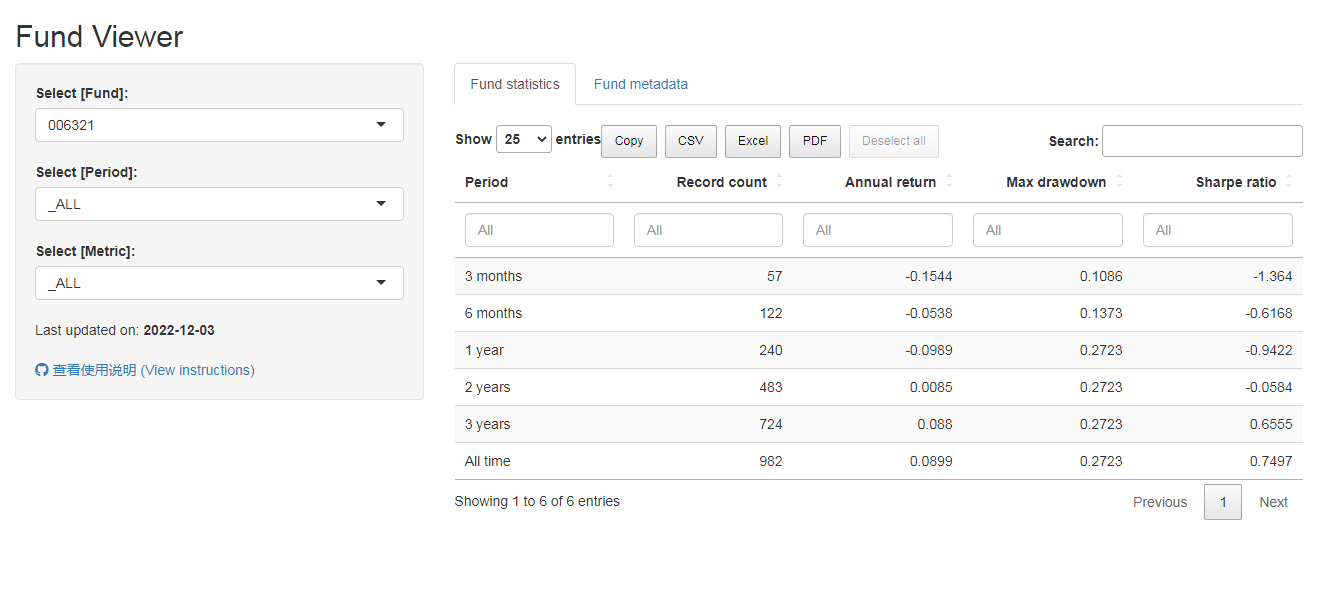 Fund Viewer
Select [Fund]:
006321
Select [Period]:
_ALL
Select [Metric]:
_ALL
Last updated on: 2022-12-03
查看使用说明 (View instructions)
Fund statistics Fund metadata
Show 25 entries Copy CSV Excel PDF Deselect all Search:
Period Record count Annual return Max drawdown Sharpe ratio
All All All All All
3 months 57 -0.1544 0.1086 -1.364
6 months 122 -0.0538 0.1373 -0.6168
1 year 240 -0.0989 0.2723 -0.9422
2 years 483 0.0085 0.2723 -0.0584
3 years 724 0.088 0.2723 0.6555
All time 982 0.0899 0.2723 0.7497
Showing 1 to 6 of 6 entries Previous 1 Next